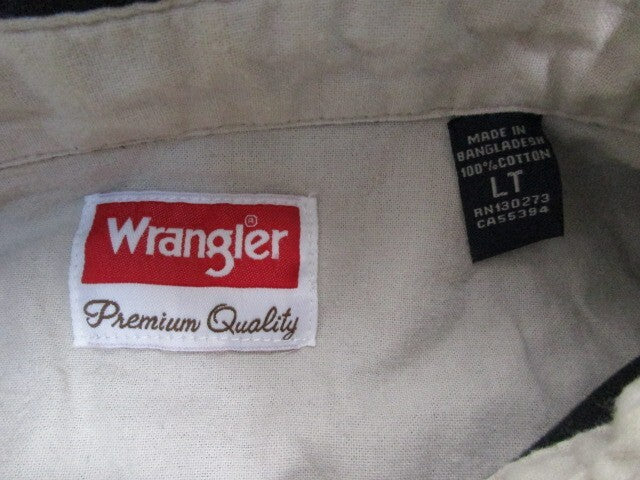 Wrangler®
Premium Quality
MADE IN
BANGLADESH
100% COTTON
LT
RN130273
CA55394